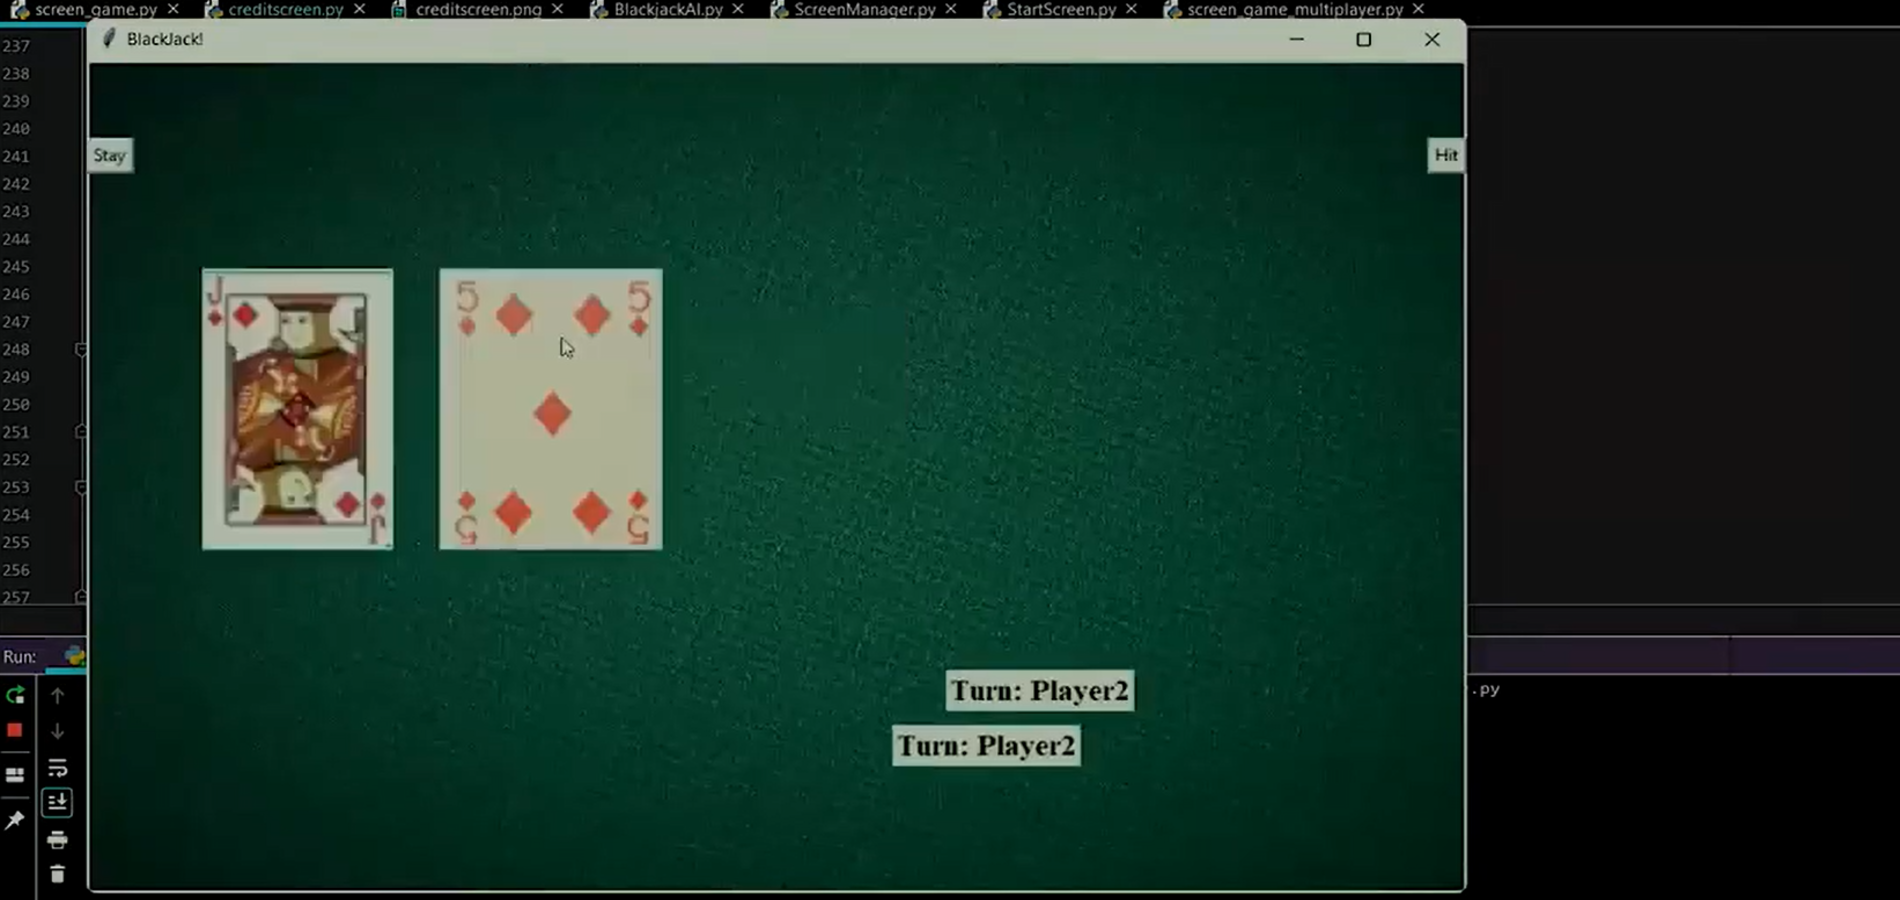 screen_game.py creditscreen.py creditscreen.png BlackjackAI.py ScreenManager.py StartScreen.py screen_game_multiplayer.py
BlackJack!
237
238
239
240
Stay Hit
241
242
243
244
245
246
247
248
249
250
251
252
253
254
255
256
257
J
5 5
5 5
J
Run:
Turn: Player2
.py
Turn: Player2